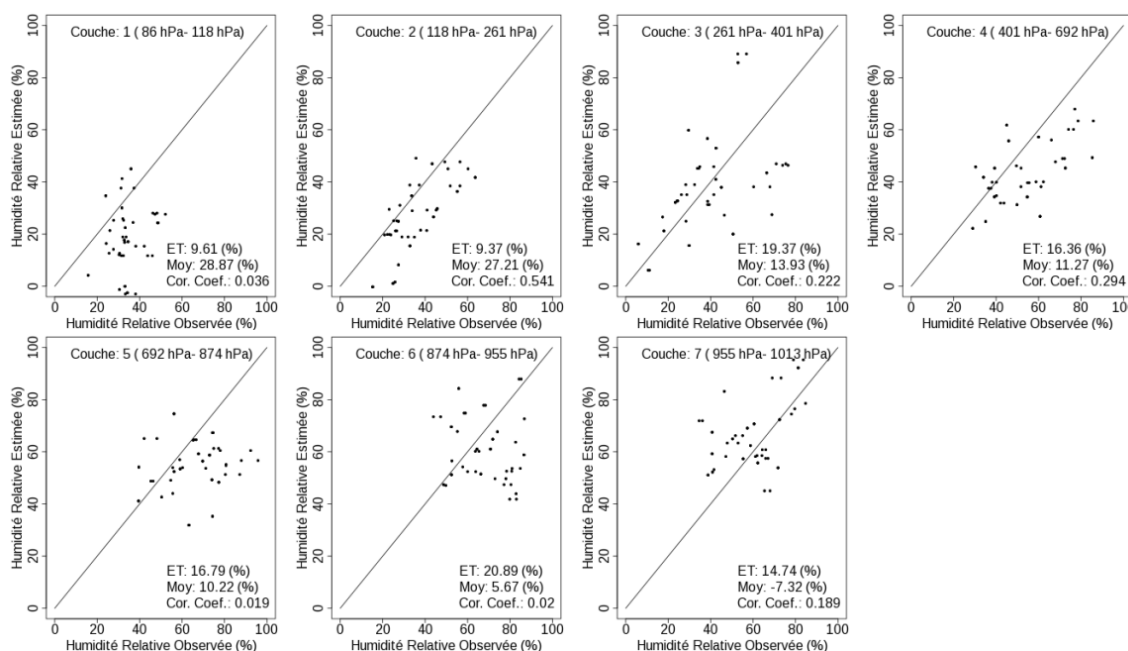 Couche: 1 ( 86 hPa- 118 hPa)
Humidité Relative Estimée (%)
0 20 40 60 80 100
ET: 9.61 (%)
Moy: 28.87 (%)
Cor. Coef.: 0.036
0 20 40 60 80 100
Humidité Relative Observée (%)
Couche: 2 ( 118 hPa- 261 hPa)
Humidité Relative Estimée (%)
0 20 40 60 80 100
ET: 9.37 (%)
Moy: 27.21 (%)
Cor. Coef.: 0.541
0 20 40 60 80 100
Humidité Relative Observée (%)
Couche: 3 ( 261 hPa- 401 hPa)
Humidité Relative Estimée (%)
0 20 40 60 80 100
ET: 19.37 (%)
Moy: 13.93 (%)
Cor. Coef.: 0.222
0 20 40 60 80 100
Humidité Relative Observée (%)
Couche: 4 ( 401 hPa- 692 hPa)
Humidité Relative Estimée (%)
0 20 40 60 80 100
ET: 16.36 (%)
Moy: 11.27 (%)
Cor. Coef.: 0.294
0 20 40 60 80 100
Humidité Relative Observée (%)
Couche: 5 ( 692 hPa- 874 hPa)
Humidité Relative Estimée (%)
0 20 40 60 80 100
ET: 16.79 (%)
Moy: 10.22 (%)
Cor. Coef.: 0.019
0 20 40 60 80 100
Humidité Relative Observée (%)
Couche: 6 ( 874 hPa- 955 hPa)
Humidité Relative Estimée (%)
0 20 40 60 80 100
ET: 20.89 (%)
Moy: 5.67 (%)
Cor. Coef.: 0.02
0 20 40 60 80 100
Humidité Relative Observée (%)
Couche: 7 ( 955 hPa- 1013 hPa)
Humidité Relative Estimée (%)
0 20 40 60 80 100
ET: 14.74 (%)
Moy: -7.32 (%)
Cor. Coef.: 0.189
0 20 40 60 80 100
Humidité Relative Observée (%)